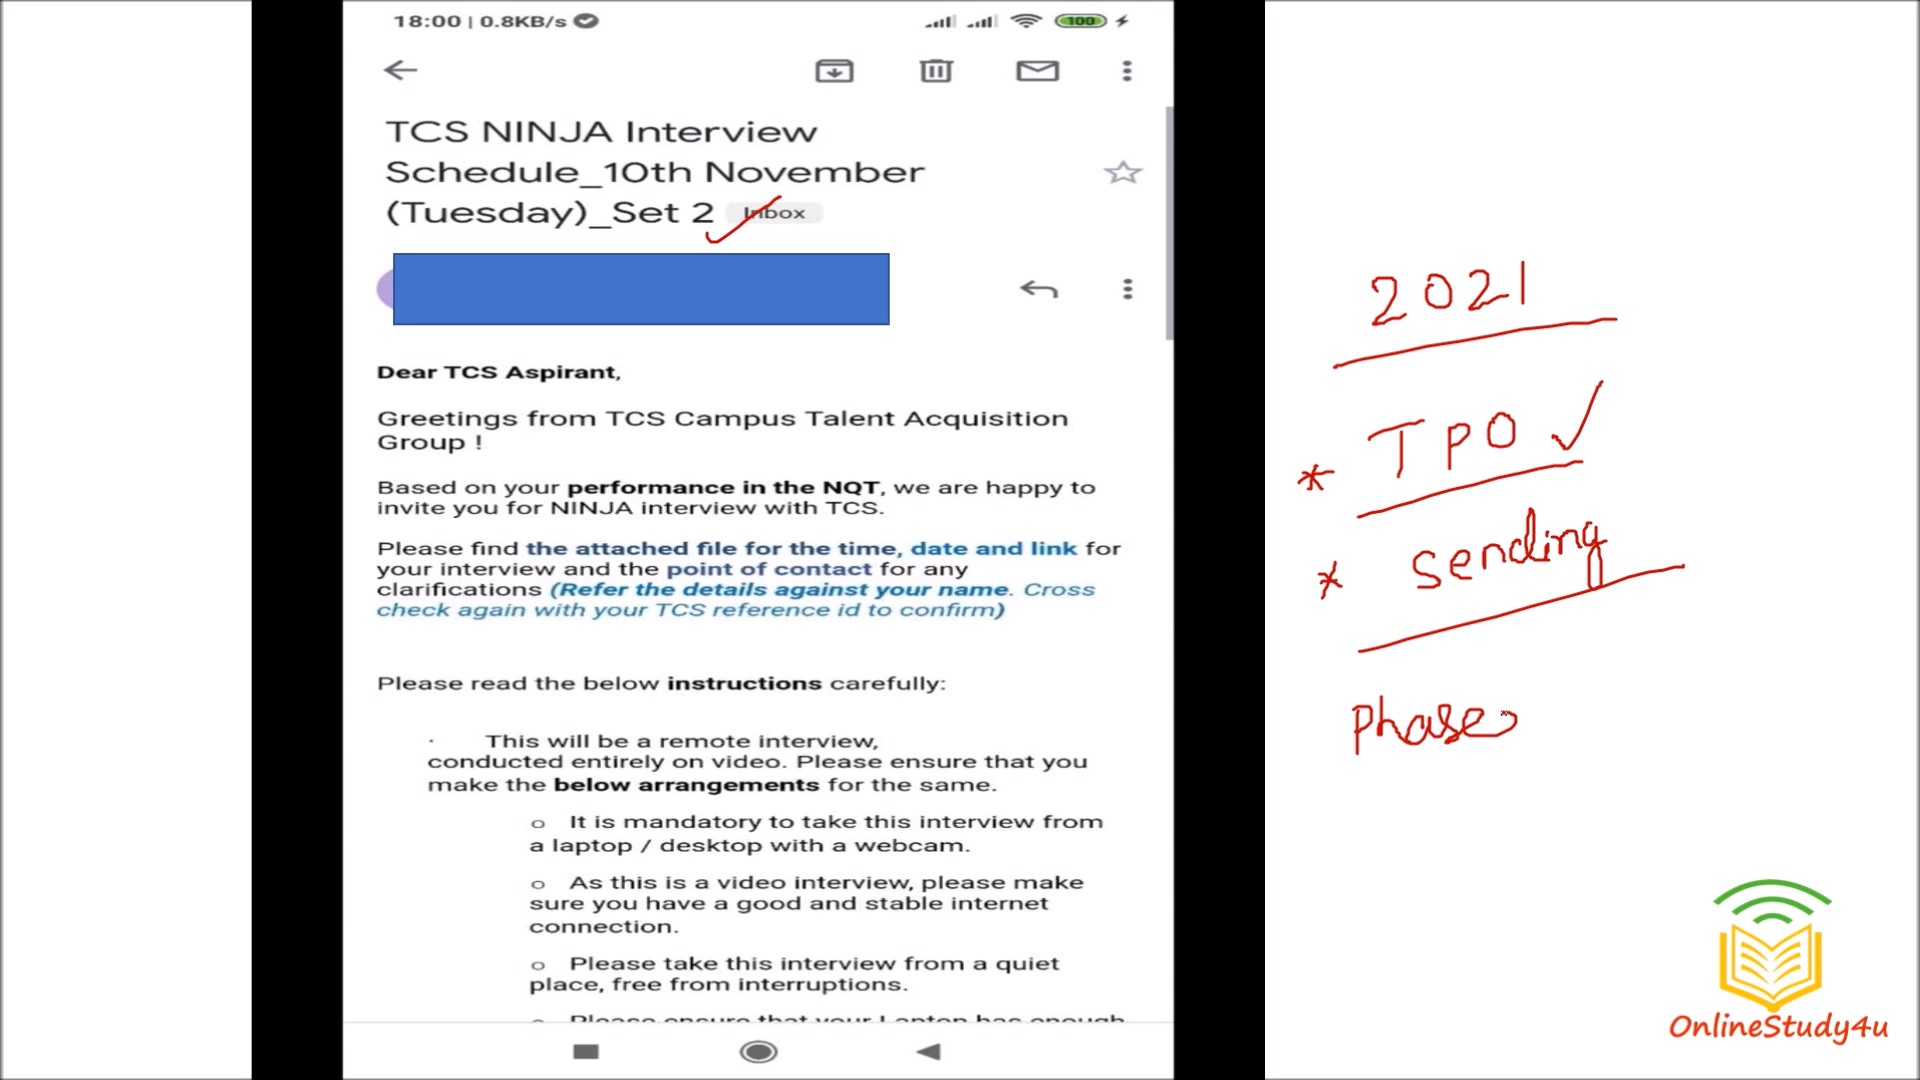 18:00 | 0.8KB/s
100
TCS NINJA Interview
Schedule_10th November
(Tuesday)_Set 2 Inbox
Dear TCS Aspirant,
Greetings from TCS Campus Talent Acquisition
Group !
Based on your performance in the NQT, we are happy to
invite you for NINJA interview with TCS.
Please find the attached file for the time, date and link for
your interview and the point of contact for any
clarifications (Refer the details against your name. Cross
check again with your TCS reference id to confirm)
Please read the below instructions carefully:
· This will be a remote interview,
conducted entirely on video. Please ensure that you
make the below arrangements for the same.
o It is mandatory to take this interview from
a laptop / desktop with a webcam.
o As this is a video interview, please make
sure you have a good and stable internet
connection.
o Please take this interview from a quiet
place, free from interruptions.
Please ensure that your Laptop has enough
2021
* TPO ✓
* Sending
Phase
OnlineStudy4u